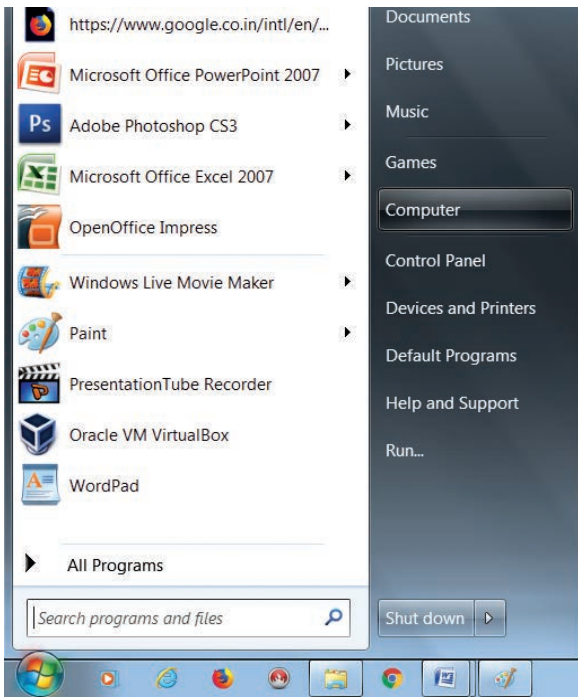 https://www.google.co.in/intl/en/...
Microsoft Office PowerPoint 2007
Ps Adobe Photoshop CS3
Microsoft Office Excel 2007
OpenOffice Impress
Windows Live Movie Maker
Paint
PresentationTube Recorder
Oracle VM VirtualBox
WordPad
All Programs
Search programs and files
Documents
Pictures
Music
Games
Computer
Control Panel
Devices and Printers
Default Programs
Help and Support
Run...
Shut down